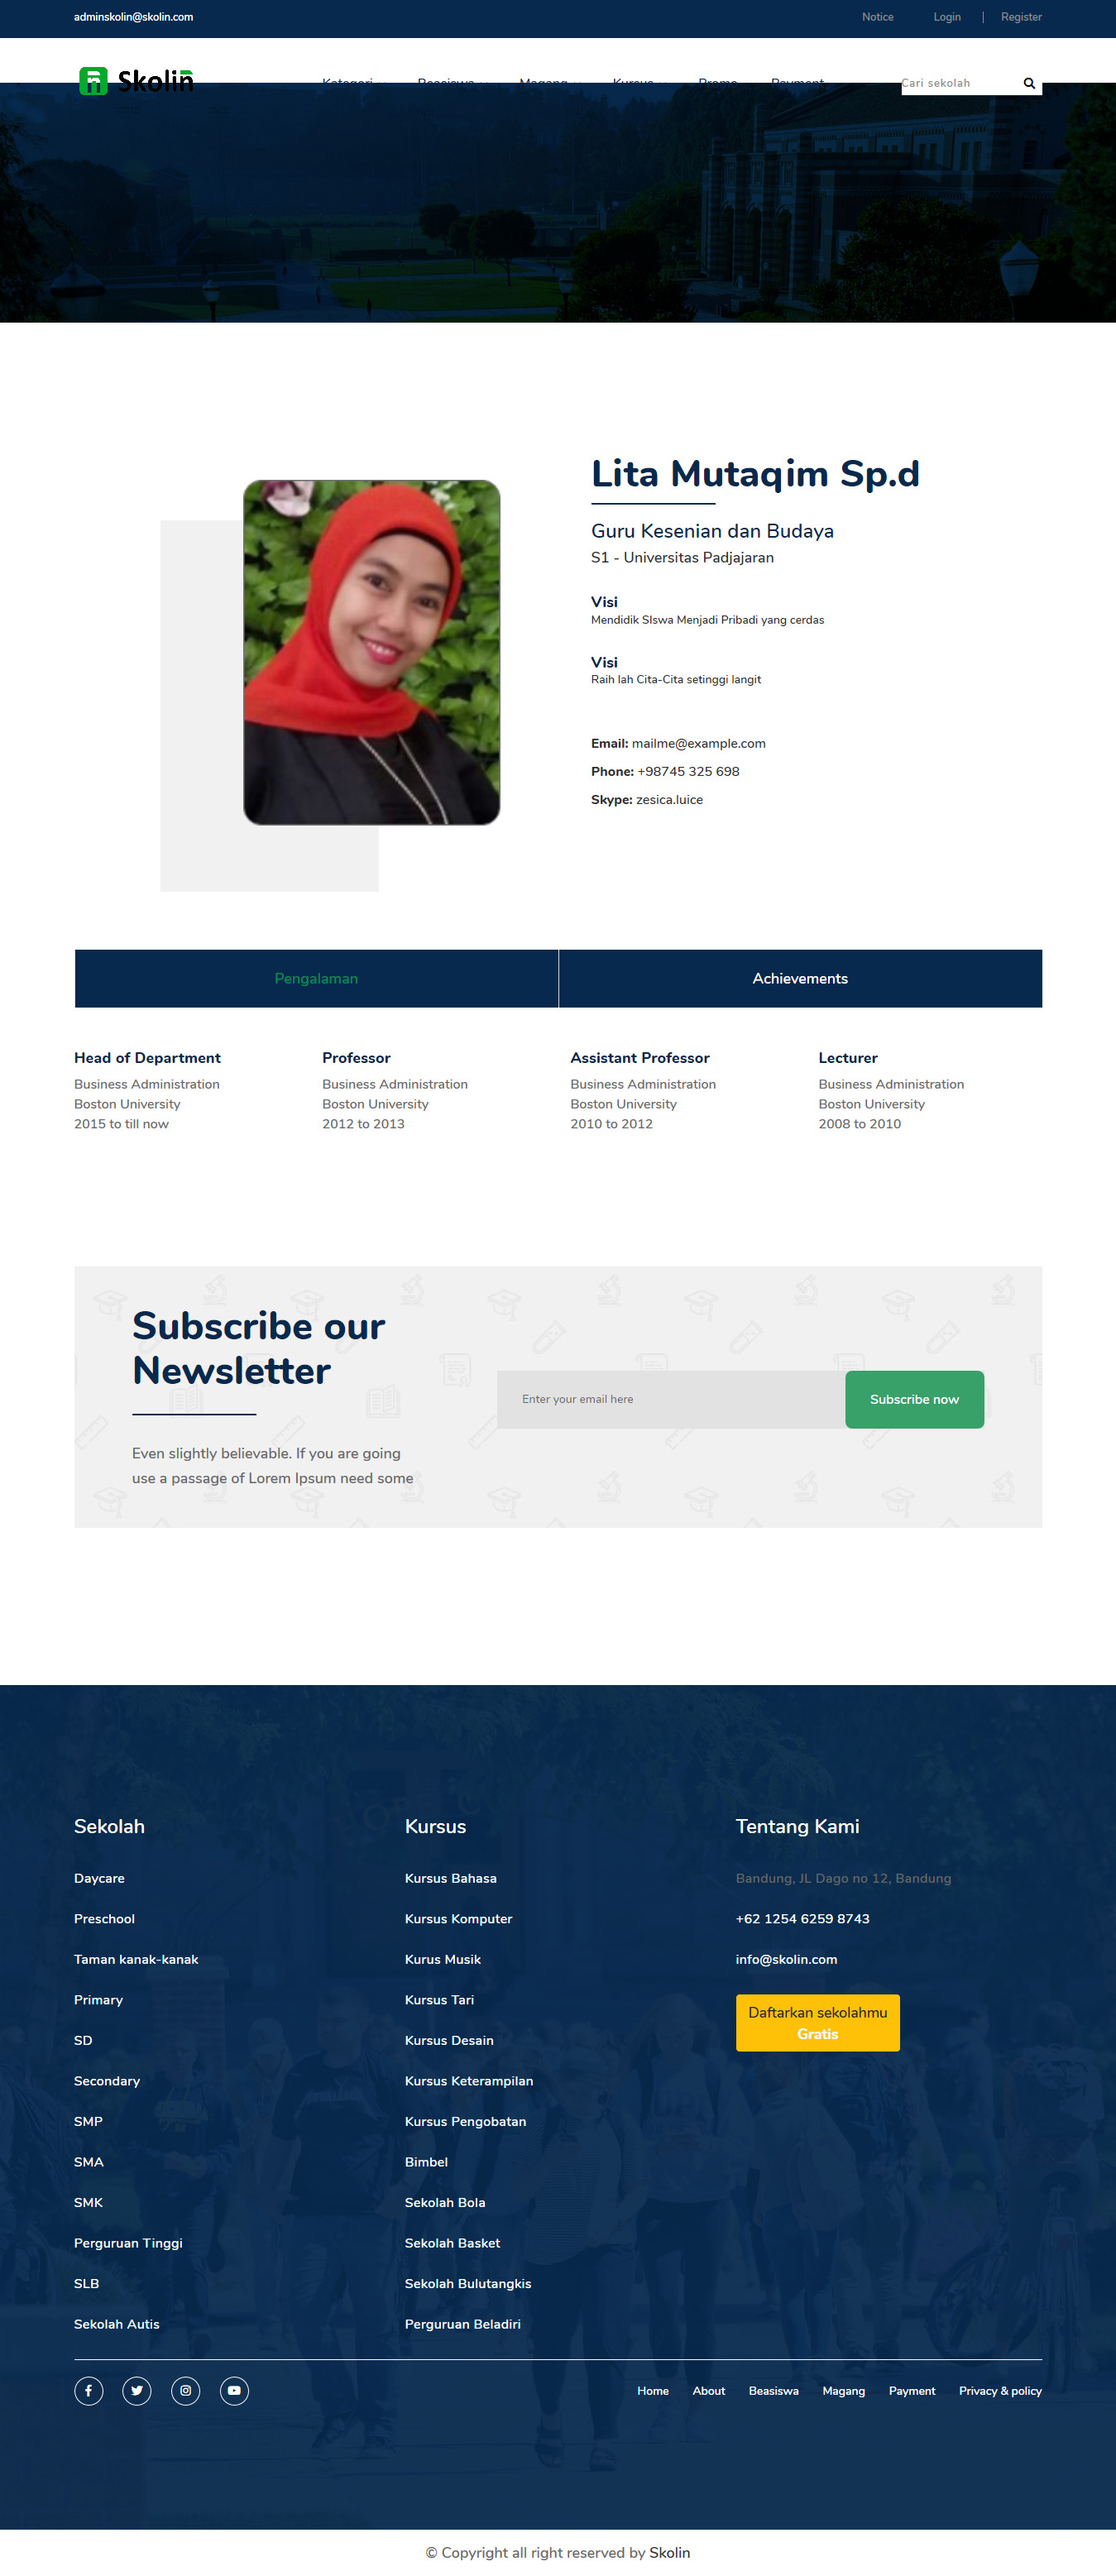 adminskolin@skolin.com
Notice
Login
Register
Skolin
Kategori
Beasiswa
Magang
Kursus
Promo
Payment
Cari sekolah
Lita Mutaqim Sp.d
Guru Kesenian dan Budaya
S1 - Universitas Padjajaran
Visi
Mendidik SIswa Menjadi Pribadi yang cerdas
Visi
Raih lah Cita-Cita setinggi langit
Email: mailme@example.com
Phone: +98745 325 698
Skype: zesica.luice
Pengalaman
Achievements
Head of Department
Business Administration
Boston University
2015 to till now
Professor
Business Administration
Boston University
2012 to 2013
Assistant Professor
Business Administration
Boston University
2010 to 2012
Lecturer
Business Administration
Boston University
2008 to 2010
Subscribe our
Newsletter
Even slightly believable. If you are going
use a passage of Lorem Ipsum need some
Enter your email here
Subscribe now
Sekolah
Daycare
Preschool
Taman kanak-kanak
Primary
SD
Secondary
SMP
SMA
SMK
Perguruan Tinggi
SLB
Sekolah Autis
Kursus
Kursus Bahasa
Kursus Komputer
Kurus Musik
Kursus Tari
Kursus Desain
Kursus Keterampilan
Kursus Pengobatan
Bimbel
Sekolah Bola
Sekolah Basket
Sekolah Bulutangkis
Perguruan Beladiri
Tentang Kami
Bandung, JL Dago no 12, Bandung
+62 1254 6259 8743
info@skolin.com
Daftarkan sekolahmu
Gratis
Home
About
Beasiswa
Magang
Payment
Privacy & policy
© Copyright all right reserved by Skolin